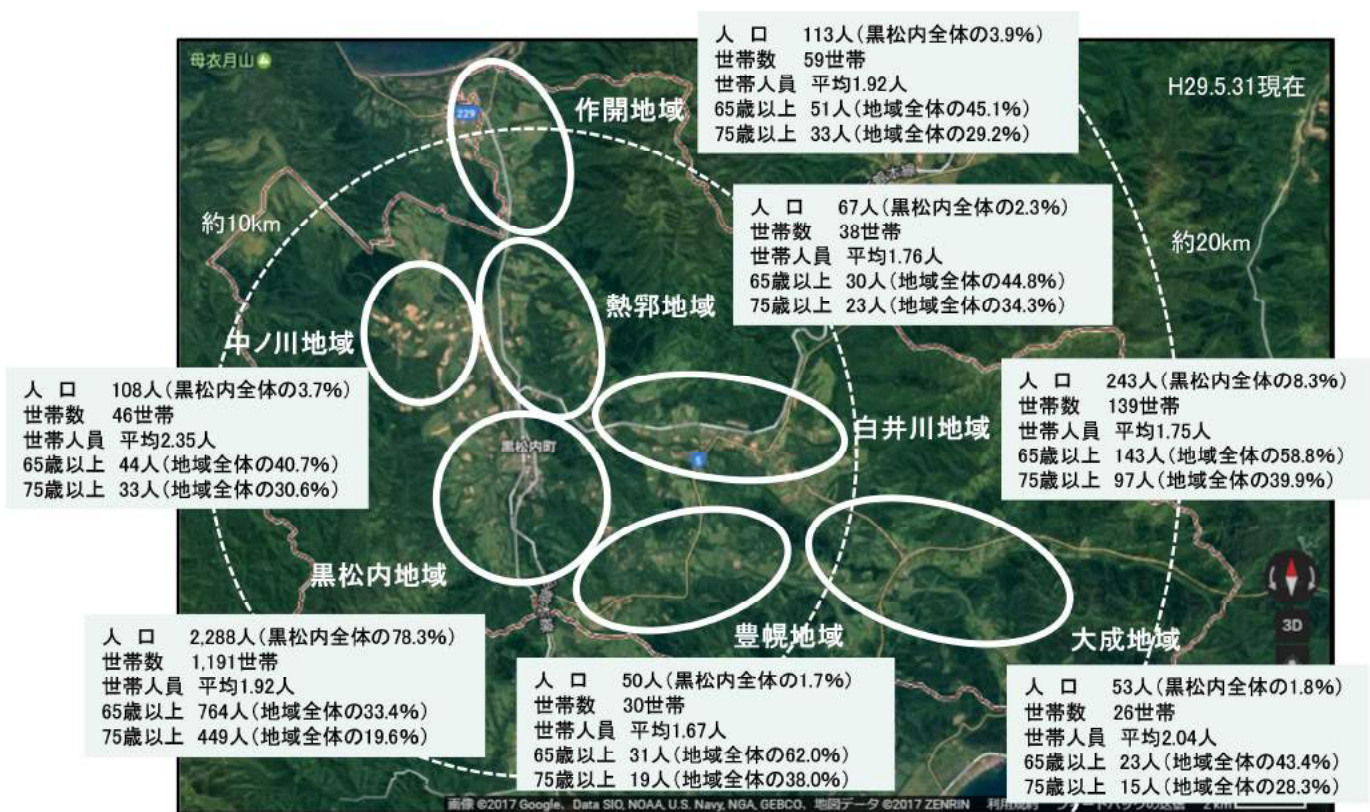 母衣月山
229
作開地域
人 口 113人(黒松内全体の3.9%)
世帯数 59世帯
世帯人員 平均1.92人
65歳以上 51人(地域全体の45.1%)
75歳以上 33人(地域全体の29.2%)
H29.5.31現在
約10km
約20km
熱郛地域
人 口 67人(黒松内全体の2.3%)
世帯数 38世帯
世帯人員 平均1.76人
65歳以上 30人(地域全体の44.8%)
75歳以上 23人(地域全体の34.3%)
中ノ川地域
人 口 108人(黒松内全体の3.7%)
世帯数 46世帯
世帯人員 平均2.35人
65歳以上 44人(地域全体の40.7%)
75歳以上 33人(地域全体の30.6%)
白井川地域
5
人 口 243人(黒松内全体の8.3%)
世帯数 139世帯
世帯人員 平均1.75人
65歳以上 143人(地域全体の58.8%)
75歳以上 97人(地域全体の39.9%)
黒松内町
黒松内地域
人 口 2,288人(黒松内全体の78.3%)
世帯数 1,191世帯
世帯人員 平均1.92人
65歳以上 764人(地域全体の33.4%)
75歳以上 449人(地域全体の19.6%)
豊幌地域
人 口 50人(黒松内全体の1.7%)
世帯数 30世帯
世帯人員 平均1.67人
65歳以上 31人(地域全体の62.0%)
75歳以上 19人(地域全体の38.0%)
大成地域
人 口 53人(黒松内全体の1.8%)
世帯数 26世帯
世帯人員 平均2.04人
65歳以上 23人(地域全体の43.4%)
75歳以上 15人(地域全体の28.3%)
3D
画像 ©2017 Google、Data SIO, NOAA, U.S. Navy, NGA, GEBCO、地図データ ©2017 ZENRIN 利用規約